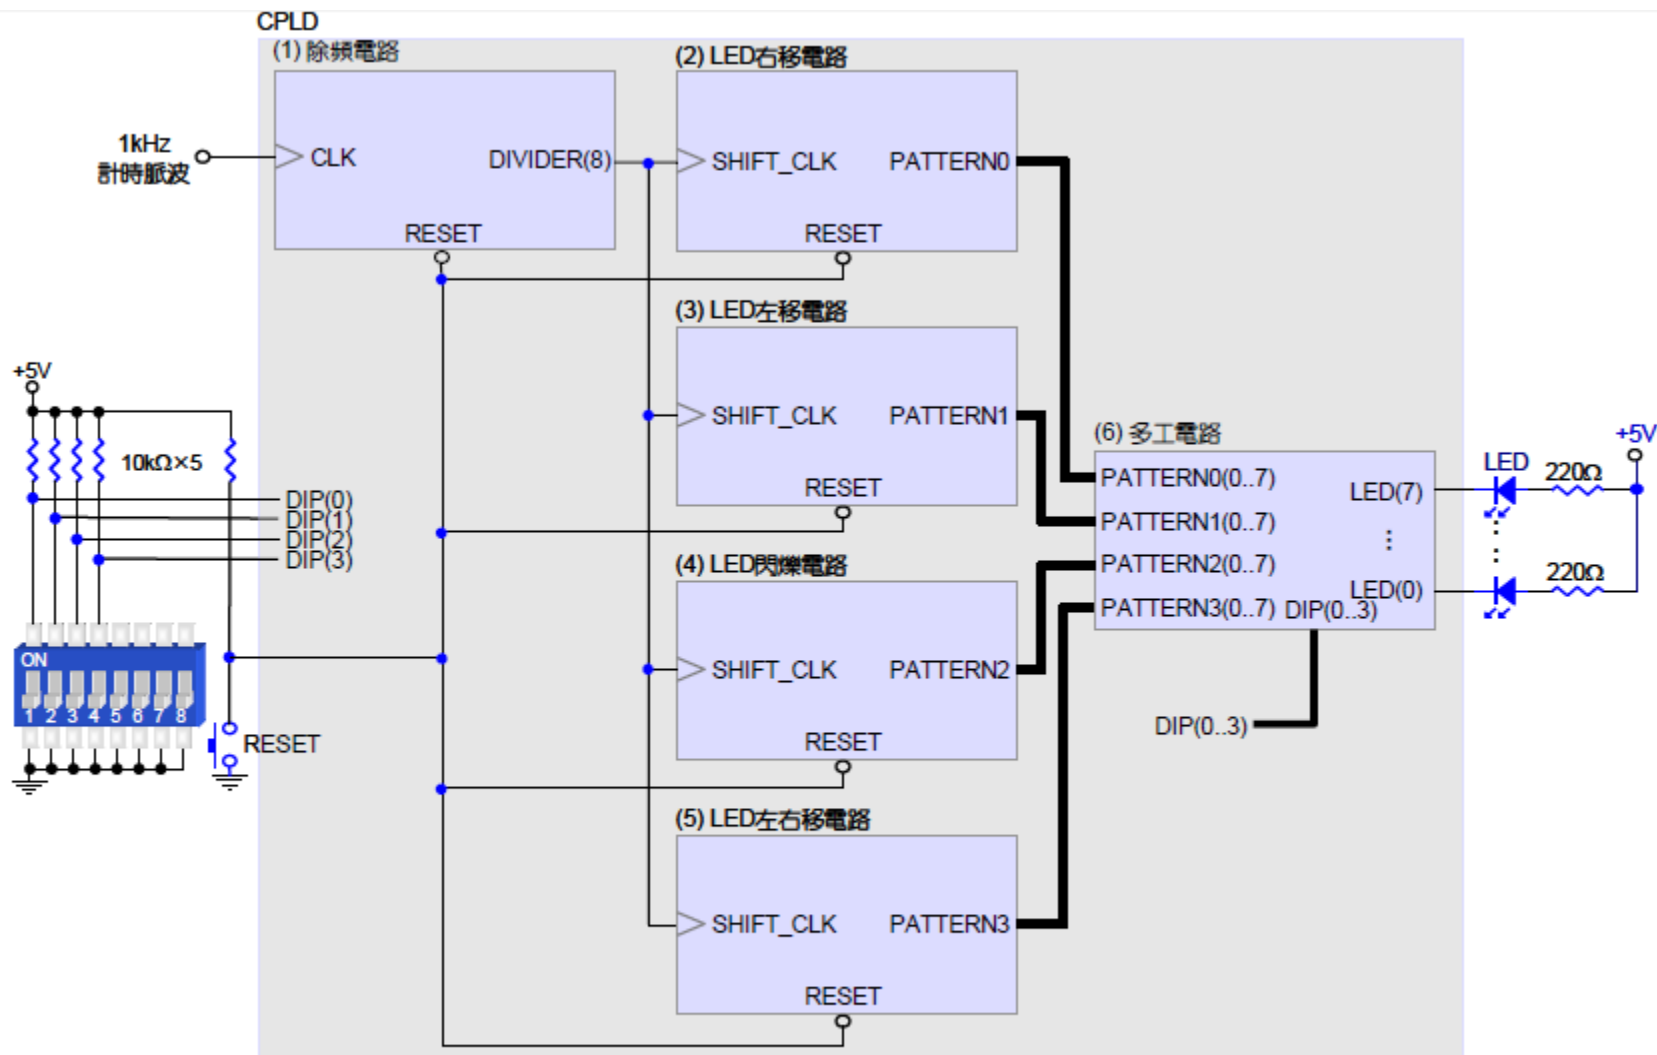 CPLD
(1) 除頻電路
1kHz
計時脈波
CLK
DIVIDER(8)
RESET
(2) LED右移電路
SHIFT_CLK
PATTERN0
RESET
(3) LED左移電路
SHIFT_CLK
PATTERN1
RESET
(4) LED閃爍電路
SHIFT_CLK
PATTERN2
RESET
(5) LED左右移電路
SHIFT_CLK
PATTERN3
RESET
+5V
10kΩ×5
DIP(0)
DIP(1)
DIP(2)
DIP(3)
ON
1 2 3 4 5 6 7 8
RESET
(6) 多工電路
PATTERN0(0..7)
PATTERN1(0..7)
PATTERN2(0..7)
PATTERN3(0..7)
DIP(0..3)
LED(7)
⋮
LED(0)
DIP(0..3)
LED
220Ω
220Ω
+5V